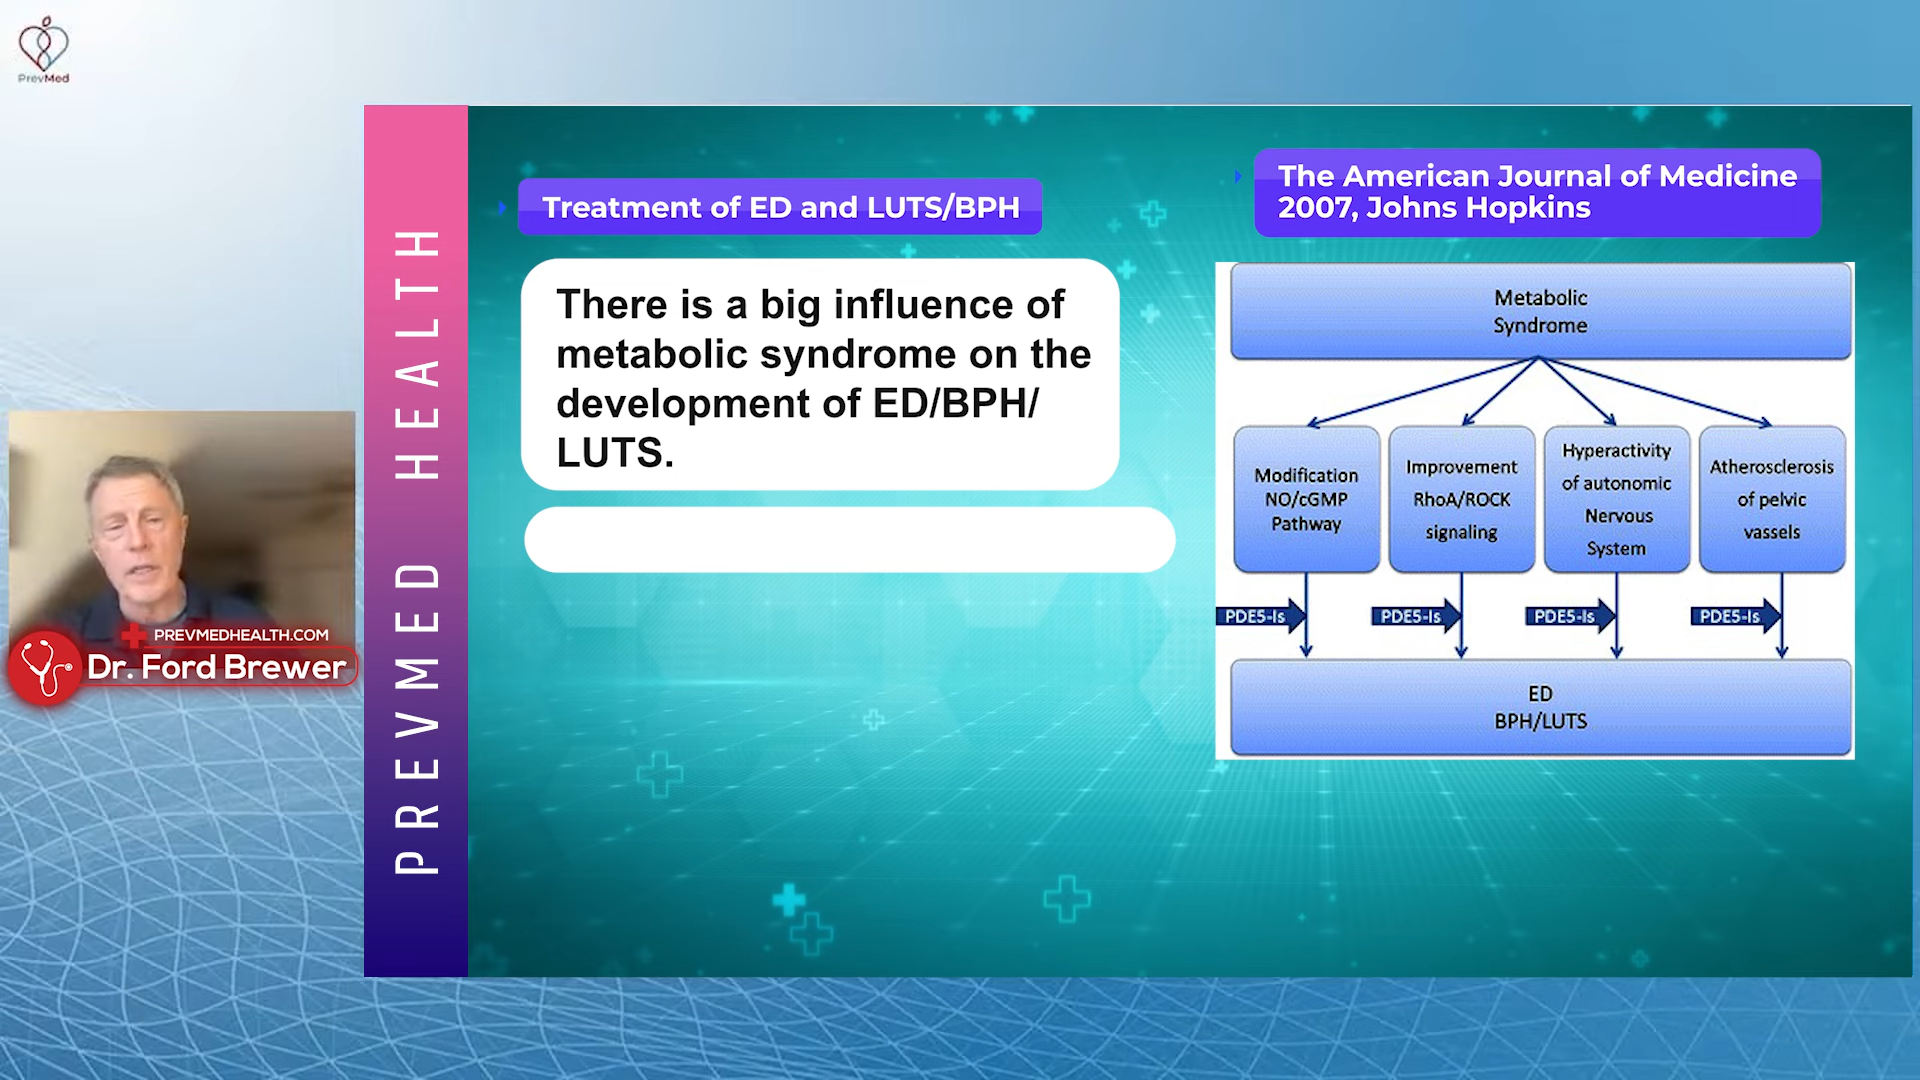 PrevMed
PREVMED HEALTH
Treatment of ED and LUTS/BPH
There is a big influence of
metabolic syndrome on the
development of ED/BPH/
LUTS.
The American Journal of Medicine
2007, Johns Hopkins
Metabolic
Syndrome
Modification
NO/cGMP
Pathway
Improvement
RhoA/ROCK
signaling
Hyperactivity
of autonomic
Nervous
System
Atherosclerosis
of pelvic
vessels
PDE5-Is
PDE5-Is
PDE5-Is
PDE5-Is
ED
BPH/LUTS
PREVMEDHEALTH.COM
Dr. Ford Brewer